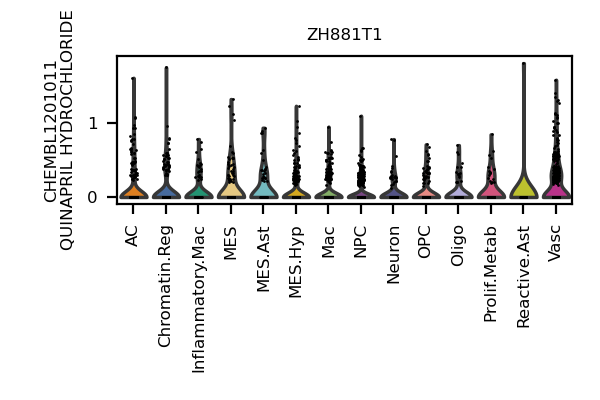 ZH881T1
CHEMBL1201011
QUINAPRIL HYDROCHLORIDE
1
0
AC
Chromatin.Reg
Inflammatory.Mac
MES
MES.Ast
MES.Hyp
Mac
NPC
Neuron
OPC
Oligo
Prolif.Metab
Reactive.Ast
Vasc